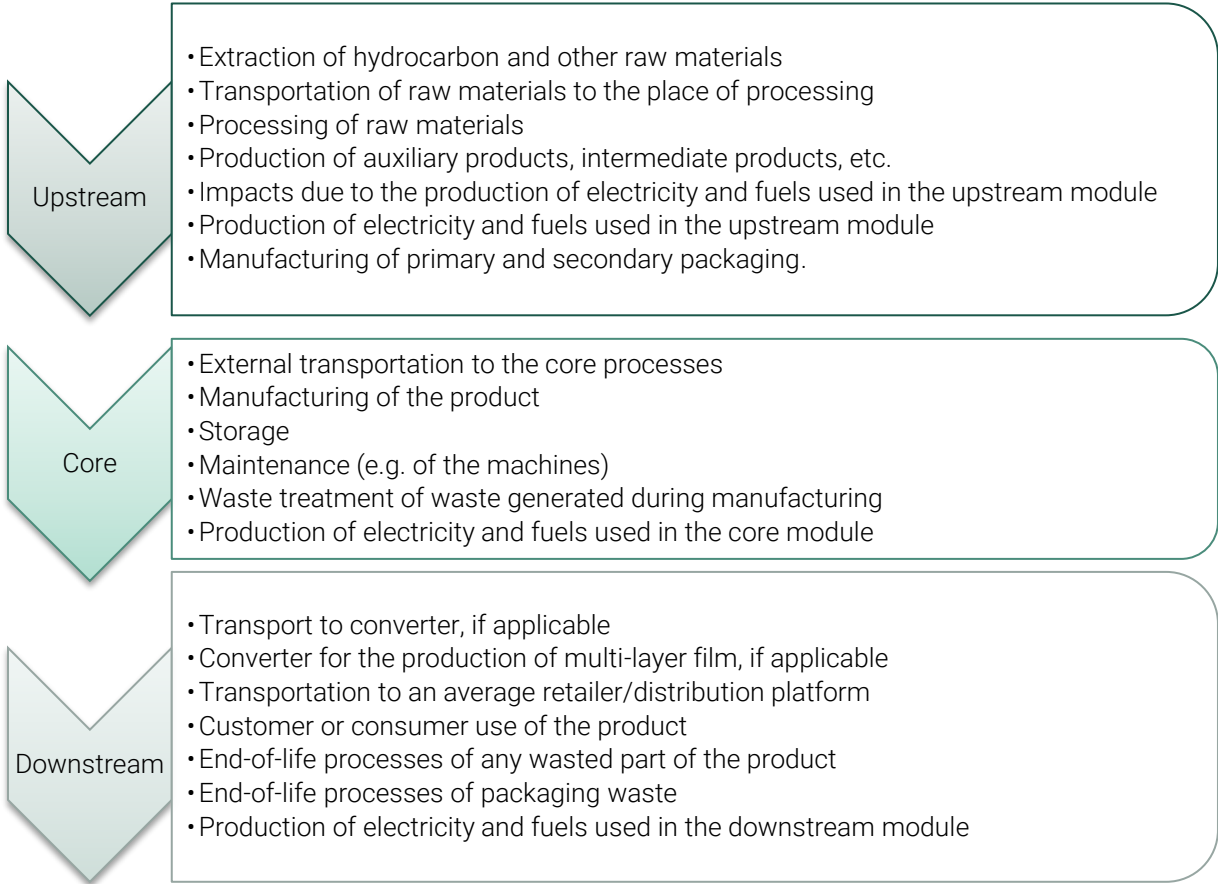 Upstream
• Extraction of hydrocarbon and other raw materials
• Transportation of raw materials to the place of processing
• Processing of raw materials
• Production of auxiliary products, intermediate products, etc.
• Impacts due to the production of electricity and fuels used in the upstream module
• Production of electricity and fuels used in the upstream module
• Manufacturing of primary and secondary packaging.
Core
• External transportation to the core processes
• Manufacturing of the product
• Storage
• Maintenance (e.g. of the machines)
• Waste treatment of waste generated during manufacturing
• Production of electricity and fuels used in the core module
Downstream
• Transport to converter, if applicable
• Converter for the production of multi-layer film, if applicable
• Transportation to an average retailer/distribution platform
• Customer or consumer use of the product
• End-of-life processes of any wasted part of the product
• End-of-life processes of packaging waste
• Production of electricity and fuels used in the downstream module